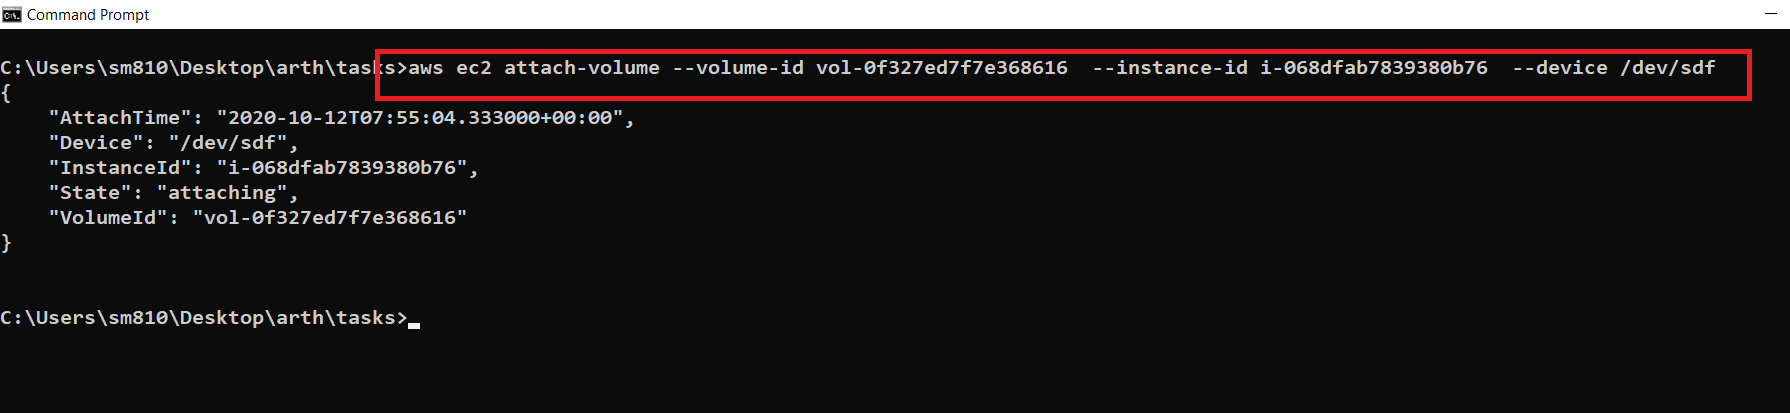 Command Prompt
C:\Users\sm810\Desktop\arth\tasks>aws ec2 attach-volume --volume-id vol-0f327ed7f7e368616  --instance-id i-068dfab7839380b76  --device /dev/sdf
{
    "AttachTime": "2020-10-12T07:55:04.333000+00:00",
    "Device": "/dev/sdf",
    "InstanceId": "i-068dfab7839380b76",
    "State": "attaching",
    "VolumeId": "vol-0f327ed7f7e368616"
}
C:\Users\sm810\Desktop\arth\tasks>